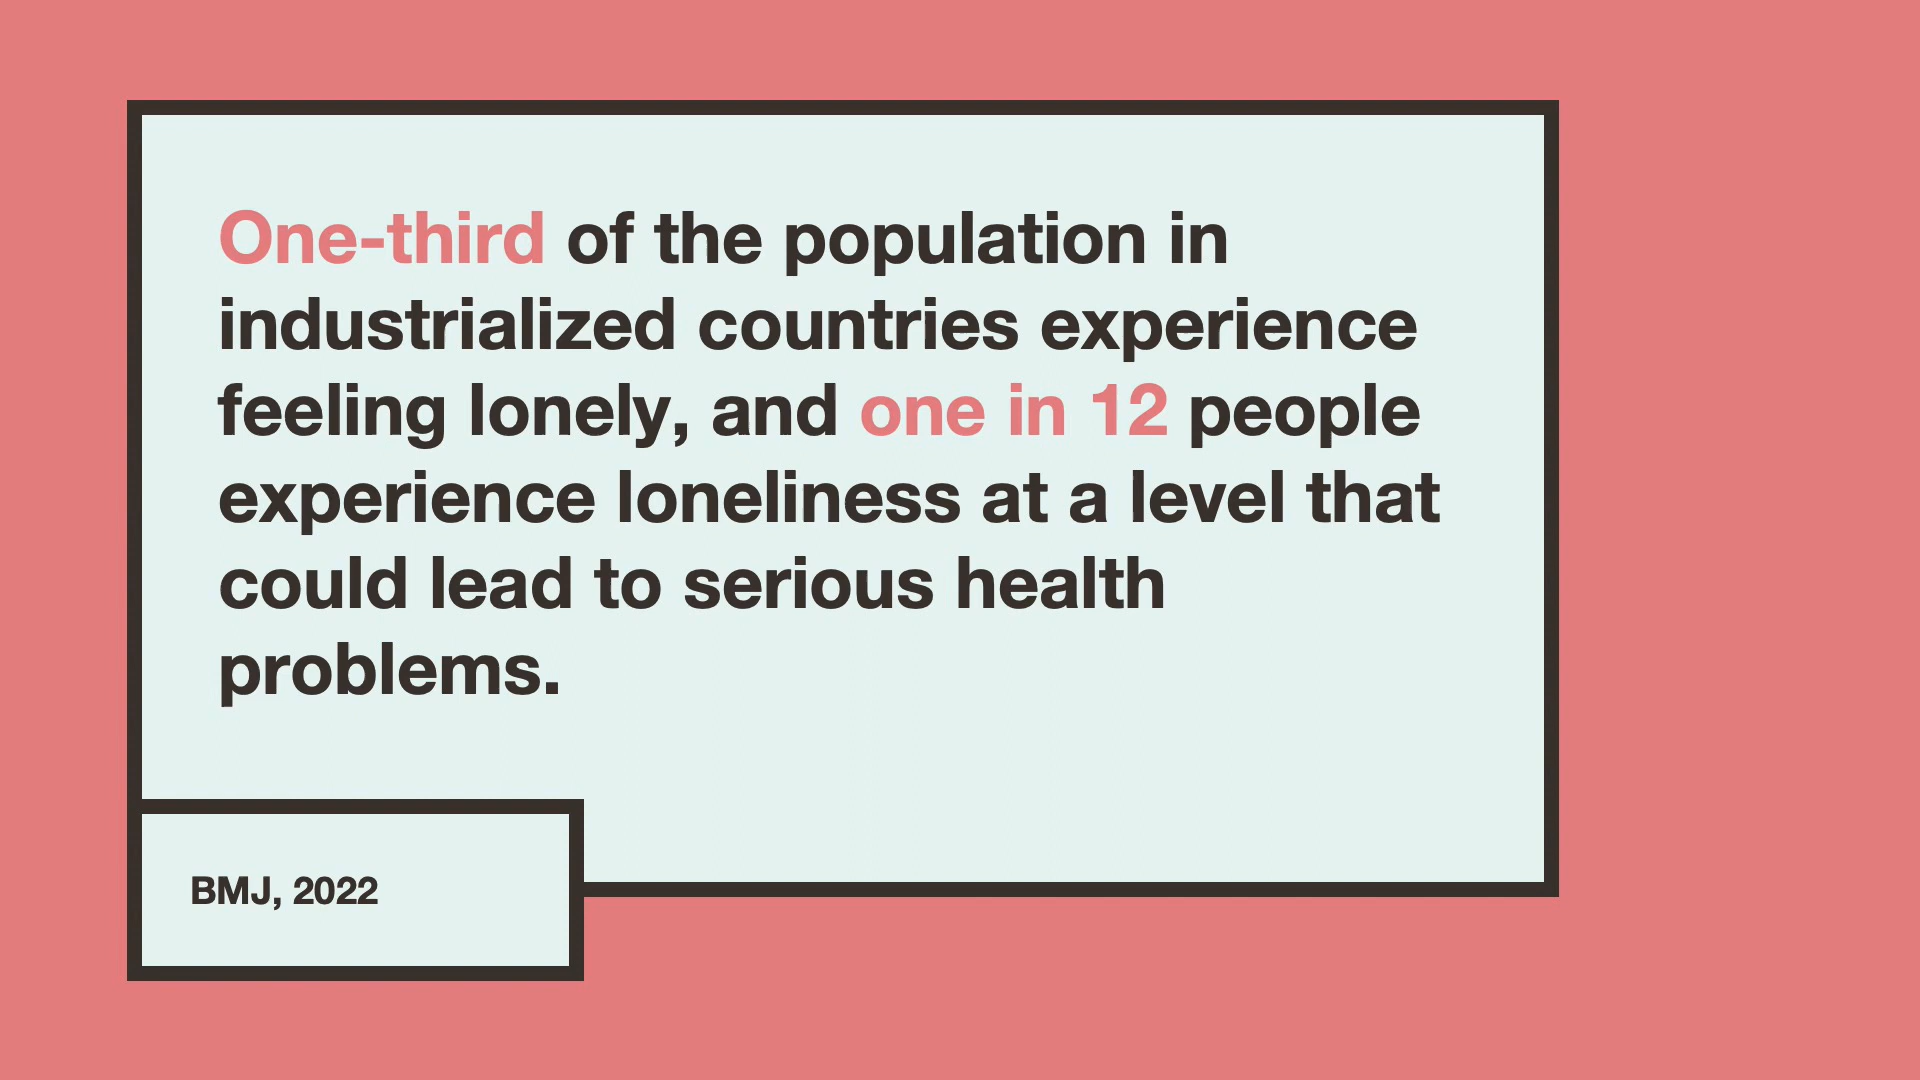 One-third of the population in
industrialized countries experience
feeling lonely, and one in 12 people
experience loneliness at a level that
could lead to serious health
problems.
BMJ, 2022